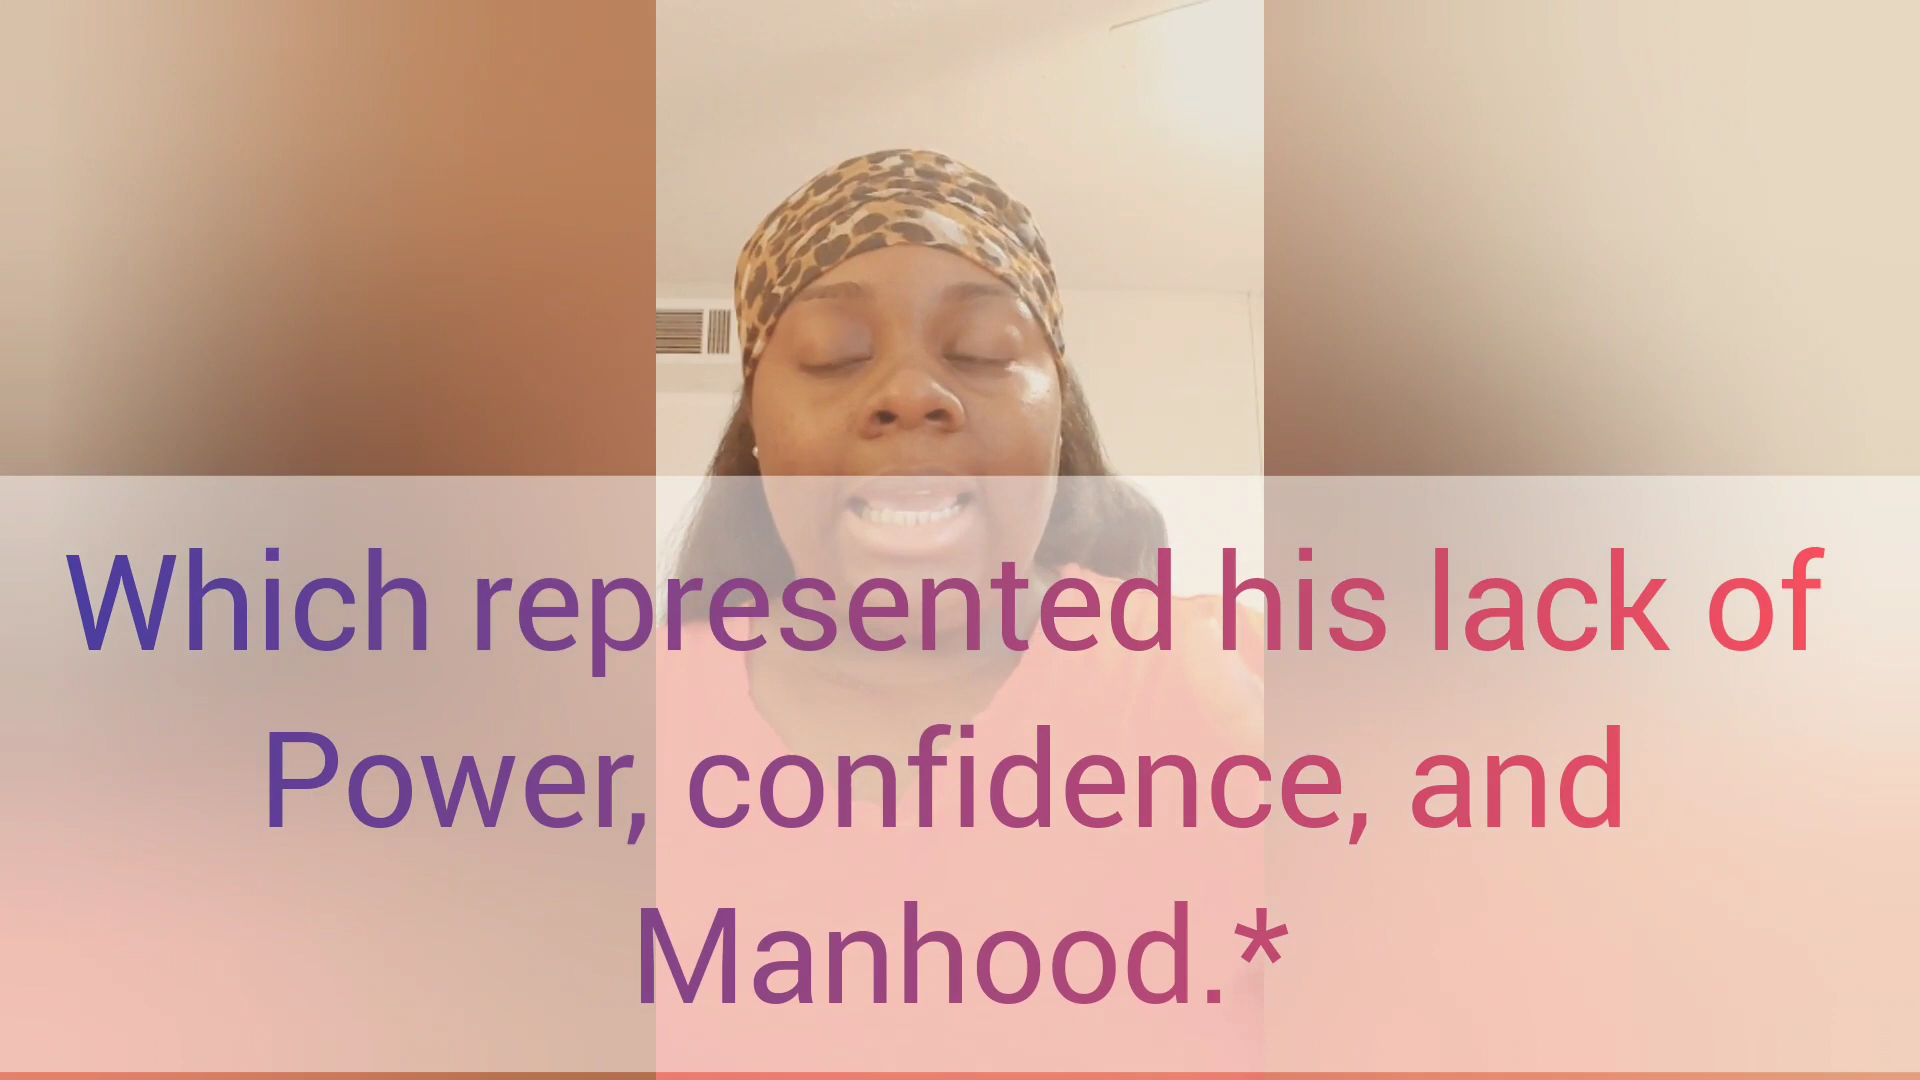 Which represented his lack of
Power, confidence, and
Manhood.*